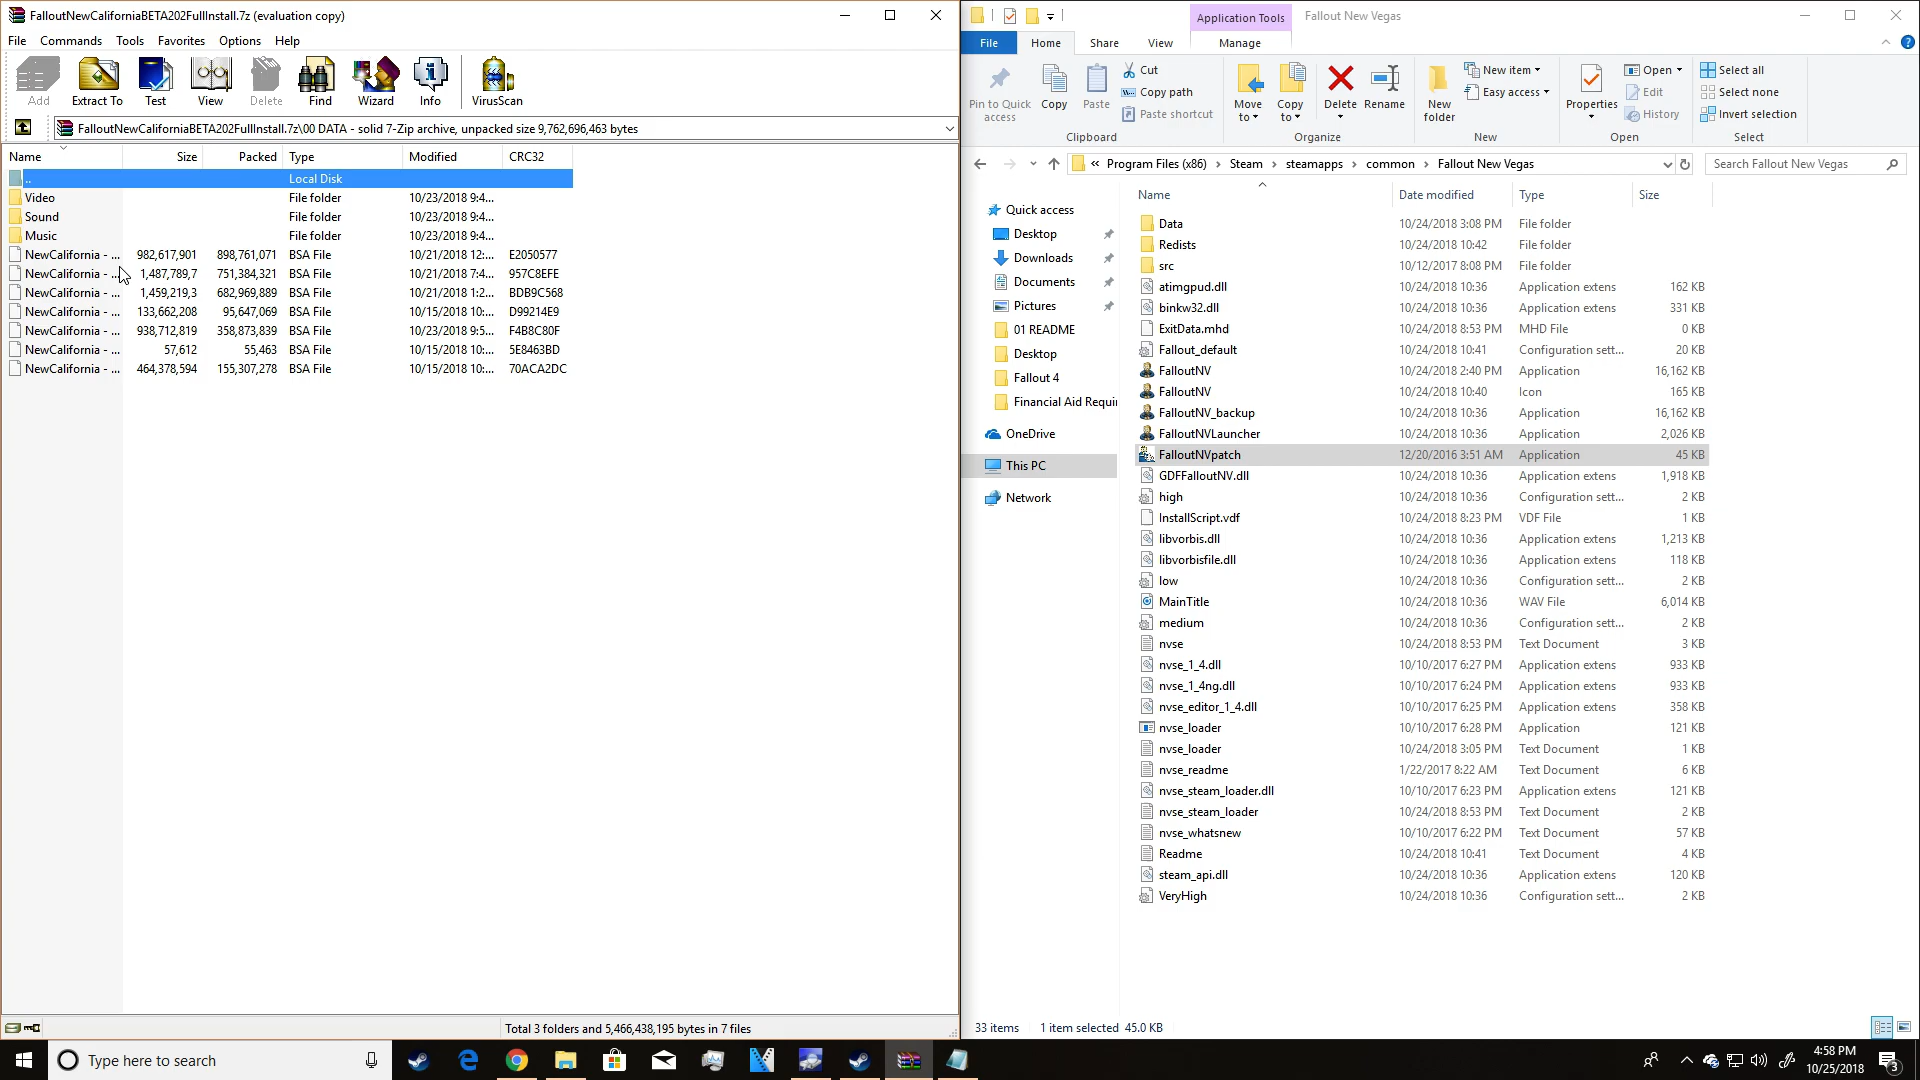 FalloutNewCaliforniaBETA202FullInstall.7z (evaluation copy)
File Commands Tools Favorites Options Help
Add Extract To Test View Delete Find Wizard Info VirusScan
FalloutNewCaliforniaBETA202FullInstall.7z\00 DATA - solid 7-Zip archive, unpacked size 9,762,696,463 bytes
Name Size Packed Type Modified CRC32
.. Local Disk
Video File folder 10/23/2018 9:4...
Sound File folder 10/23/2018 9:4...
Music File folder 10/23/2018 9:4...
NewCalifornia - ... 982,617,901 898,761,071 BSA File 10/21/2018 12:... E2050577
NewCalifornia - ... 1,487,789,7 751,384,321 BSA File 10/21/2018 7:4... 957C8EFE
NewCalifornia - ... 1,459,219,3 682,969,889 BSA File 10/21/2018 1:2... BDB9C568
NewCalifornia - ... 133,662,208 95,647,069 BSA File 10/15/2018 10:... D99214E9
NewCalifornia - ... 938,712,819 358,873,839 BSA File 10/23/2018 9:5... F4B8C80F
NewCalifornia - ... 57,612 55,463 BSA File 10/15/2018 10:... 5E8463BD
NewCalifornia - ... 464,378,594 155,307,278 BSA File 10/15/2018 10:... 70ACA2DC
Total 3 folders and 5,466,438,195 bytes in 7 files
Application Tools Fallout New Vegas
File Home Share View Manage
Pin to Quick access
Copy
Paste
Cut
Copy path
Paste shortcut
Clipboard
Move to
Copy to
Delete
Rename
Organize
New folder
New item
Easy access
New
Properties
Open
Edit
History
Open
Select all
Select none
Invert selection
Select
« Program Files (x86) > Steam > steamapps > common > Fallout New Vegas
Search Fallout New Vegas
Quick access
Desktop
Downloads
Documents
Pictures
01 README
Desktop
Fallout 4
Financial Aid Requir
OneDrive
This PC
Network
Name Date modified Type Size
Data 10/24/2018 3:08 PM File folder
Redists 10/24/2018 10:42 File folder
src 10/12/2017 8:08 PM File folder
atimgpud.dll 10/24/2018 10:36 Application extens 162 KB
binkw32.dll 10/24/2018 10:36 Application extens 331 KB
ExitData.mhd 10/24/2018 8:53 PM MHD File 0 KB
Fallout_default 10/24/2018 10:41 Configuration sett... 20 KB
FalloutNV 10/24/2018 2:40 PM Application 16,162 KB
FalloutNV 10/24/2018 10:40 Icon 165 KB
FalloutNV_backup 10/24/2018 10:36 Application 16,162 KB
FalloutNVLauncher 10/24/2018 10:36 Application 2,026 KB
FalloutNVpatch 12/20/2016 3:51 AM Application 45 KB
GDFFalloutNV.dll 10/24/2018 10:36 Application extens 1,918 KB
high 10/24/2018 10:36 Configuration sett... 2 KB
InstallScript.vdf 10/24/2018 8:23 PM VDF File 1 KB
libvorbis.dll 10/24/2018 10:36 Application extens 1,213 KB
libvorbisfile.dll 10/24/2018 10:36 Application extens 118 KB
low 10/24/2018 10:36 Configuration sett... 2 KB
MainTitle 10/24/2018 10:36 WAV File 6,014 KB
medium 10/24/2018 10:36 Configuration sett... 2 KB
nvse 10/24/2018 8:53 PM Text Document 3 KB
nvse_1_4.dll 10/10/2017 6:27 PM Application extens 933 KB
nvse_1_4ng.dll 10/10/2017 6:24 PM Application extens 933 KB
nvse_editor_1_4.dll 10/10/2017 6:25 PM Application extens 358 KB
nvse_loader 10/10/2017 6:28 PM Application 121 KB
nvse_loader 10/24/2018 3:05 PM Text Document 1 KB
nvse_readme 1/22/2017 8:22 AM Text Document 6 KB
nvse_steam_loader.dll 10/10/2017 6:23 PM Application extens 121 KB
nvse_steam_loader 10/24/2018 8:53 PM Text Document 2 KB
nvse_whatsnew 10/10/2017 6:22 PM Text Document 57 KB
Readme 10/24/2018 10:41 Text Document 4 KB
steam_api.dll 10/24/2018 10:36 Application extens 120 KB
VeryHigh 10/24/2018 10:36 Configuration sett... 2 KB
33 items 1 item selected 45.0 KB
Type here to search
4:58 PM
10/25/2018
3